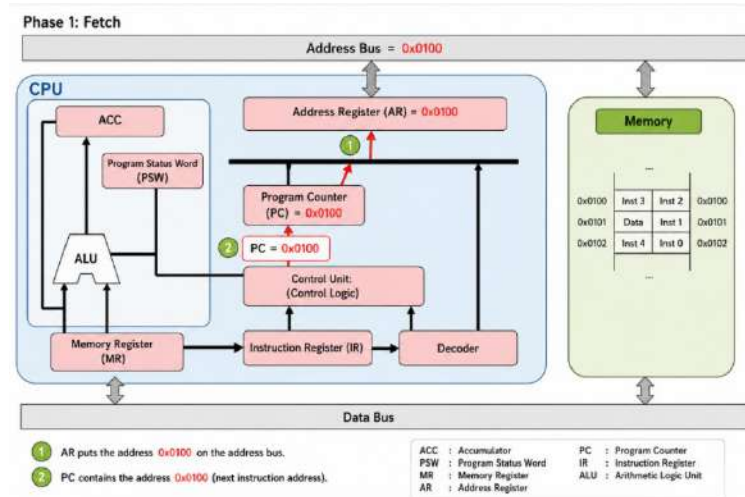 Phase 1: Fetch
Address Bus = 0x0100
CPU
ACC
Program Status Word
(PSW)
ALU
Memory Register
(MR)
Address Register (AR) = 0x0100
1
Program Counter
(PC) = 0x0100
2
PC = 0x0100
Control Unit:
(Control Logic)
Instruction Register (IR)
Decoder
Memory
...
0x0100 Inst 3 Inst 2 0x0100
0x0101 Data Inst 1 0x0101
0x0102 Inst 4 Inst 0 0x0102
...
Data Bus
1 AR puts the address 0x0100 on the address bus.
2 PC contains the address 0x0100 (next instruction address).
ACC : Accumulator
PSW : Program Status Word
MR : Memory Register
AR : Address Register
PC : Program Counter
IR : Instruction Register
ALU : Arithmetic Logic Unit